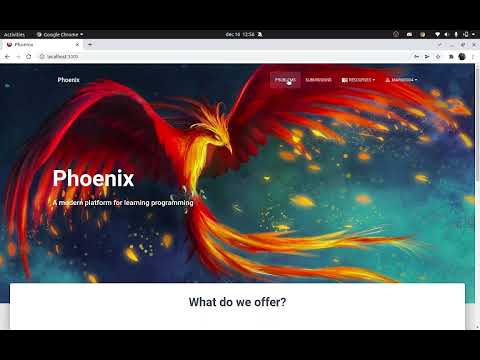 Activities
Google Chrome
dec 14 12:56
Phoenix
localhost:3000
Phoenix
PROBLEMS
SUBMISSIONS
RESOURCES
Phoenix
A modern platform for learning programming
What do we offer?